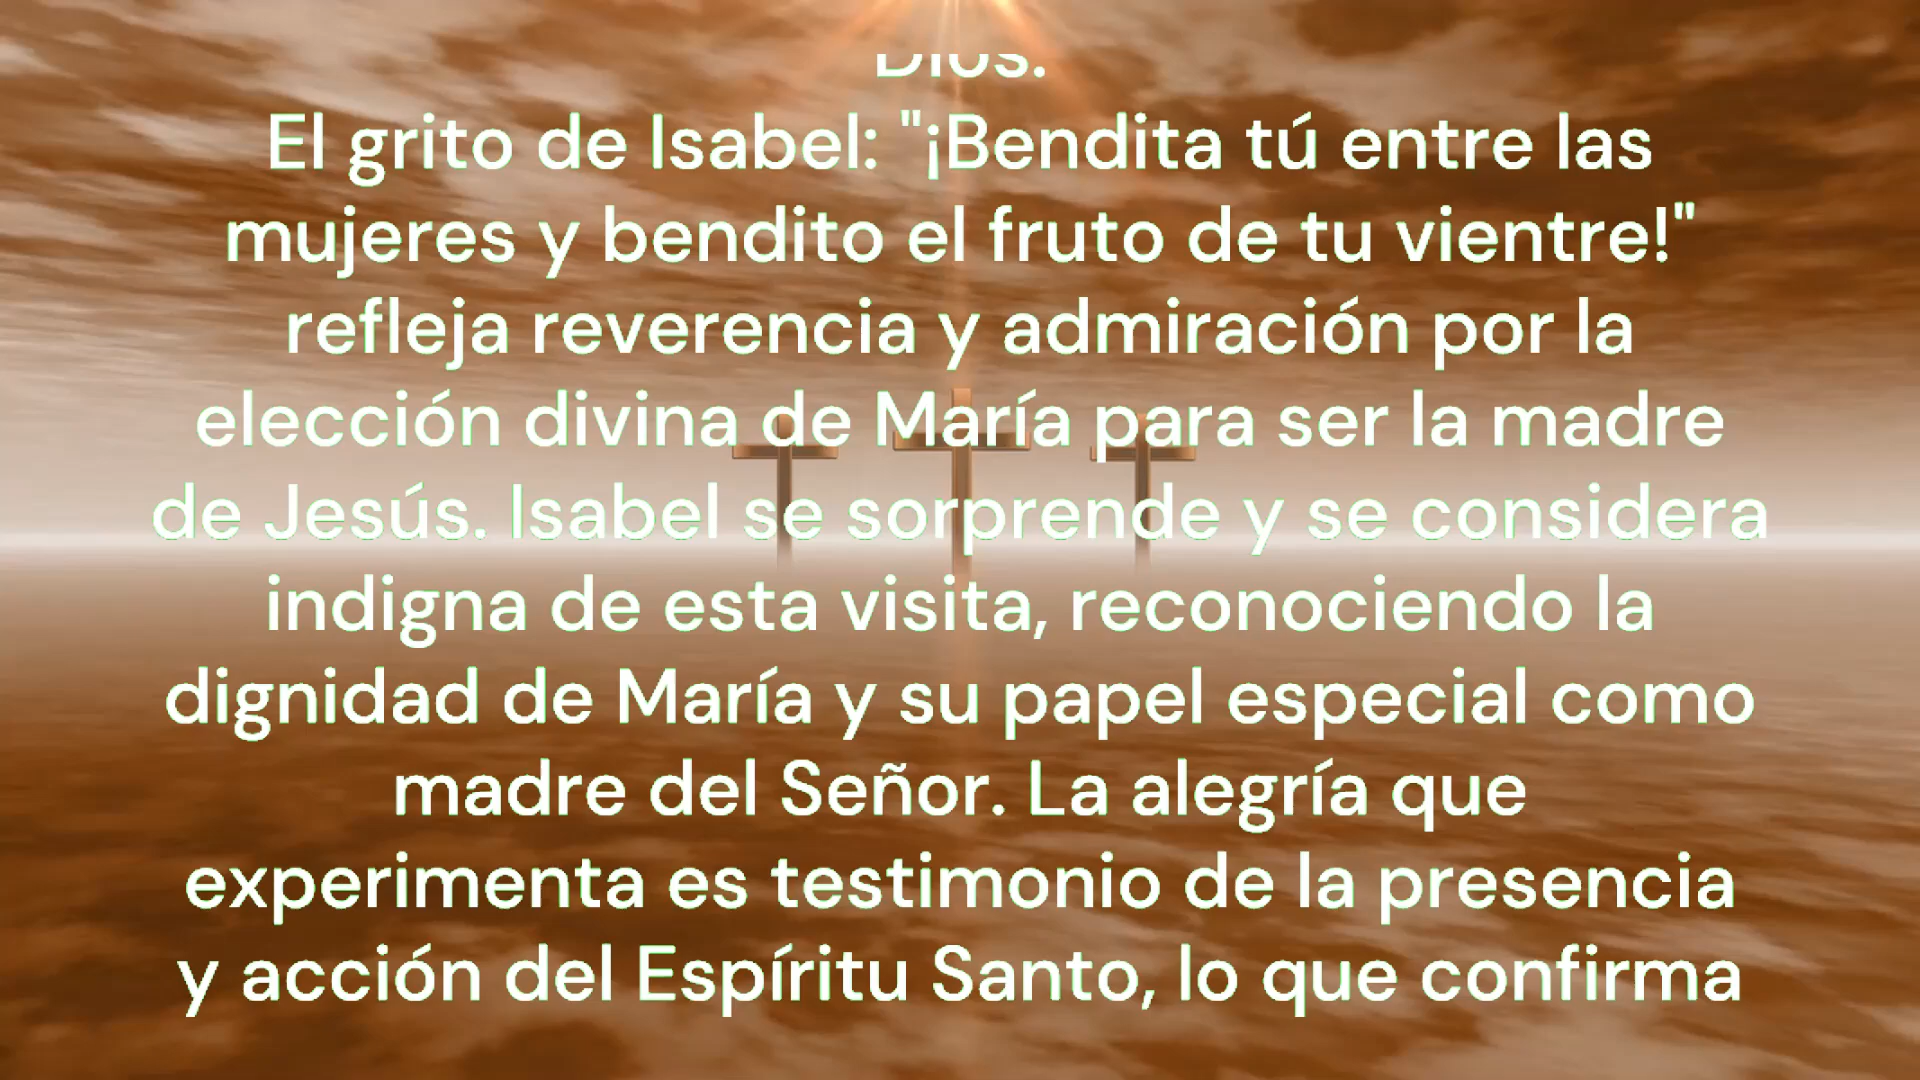 Dios.
El grito de Isabel: "¡Bendita tú entre las
mujeres y bendito el fruto de tu vientre!"
refleja reverencia y admiración por la
elección divina de María para ser la madre
de Jesús. Isabel se sorprende y se considera
indigna de esta visita, reconociendo la
dignidad de María y su papel especial como
madre del Señor. La alegría que
experimenta es testimonio de la presencia
y acción del Espíritu Santo, lo que confirma